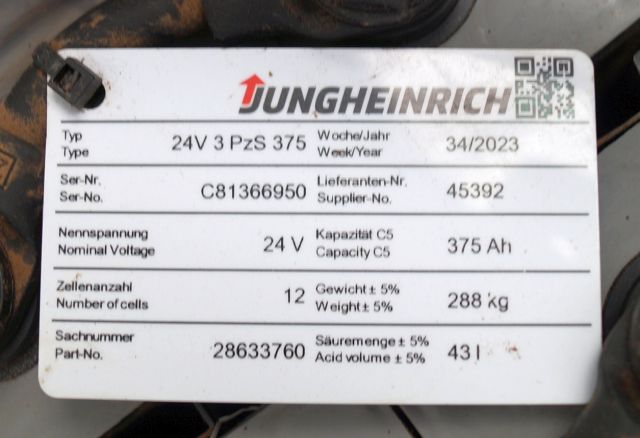 JUNGHEINRICH
Typ
Type
24V 3 PzS 375
Woche/Jahr
Week/Year
34/2023
Ser-Nr.
Ser-No.
C81366950
Lieferanten-Nr.
Supplier-No.
45392
Nennspannung
Nominal Voltage
24 V
Kapazität C5
Capacity C5
375 Ah
Zellenanzahl
Number of cells
12
Gewicht ± 5%
Weight ± 5%
288 kg
Sachnummer
Part-No.
28633760
Säuremenge ± 5%
Acid volume ± 5%
43 l